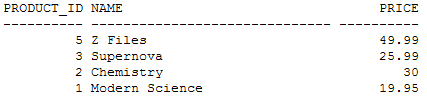 PRODUCT_ID NAME                                PRICE
---------- ------------------------------ ----------
         5 Z Files                             49.99
         3 Supernova                           25.99
         2 Chemistry                              30
         1 Modern Science                      19.95